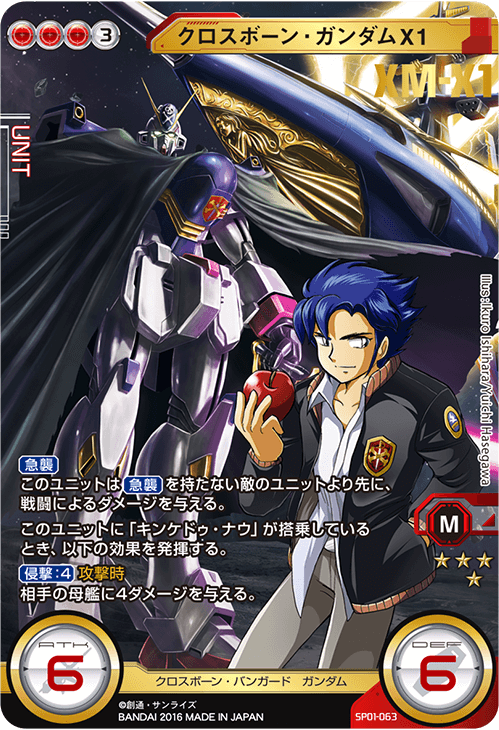 3
クロスボーン・ガンダムX1
XM-X1
UNIT
Illus:Ikuro Ishihara/Yuichi Hasegawa
急襲
このユニットは 急襲 を持たない敵のユニットより先に、
戦闘によるダメージを与える。
このユニットに「キンケドゥ・ナウ」が搭乗している
とき、以下の効果を発揮する。
侵撃:4 攻撃時
相手の母艦に4ダメージを与える。
M
ATK
6
DEF
6
クロスボーン・バンガード ガンダム
©創通・サンライズ
BANDAI 2016 MADE IN JAPAN
SP01-063